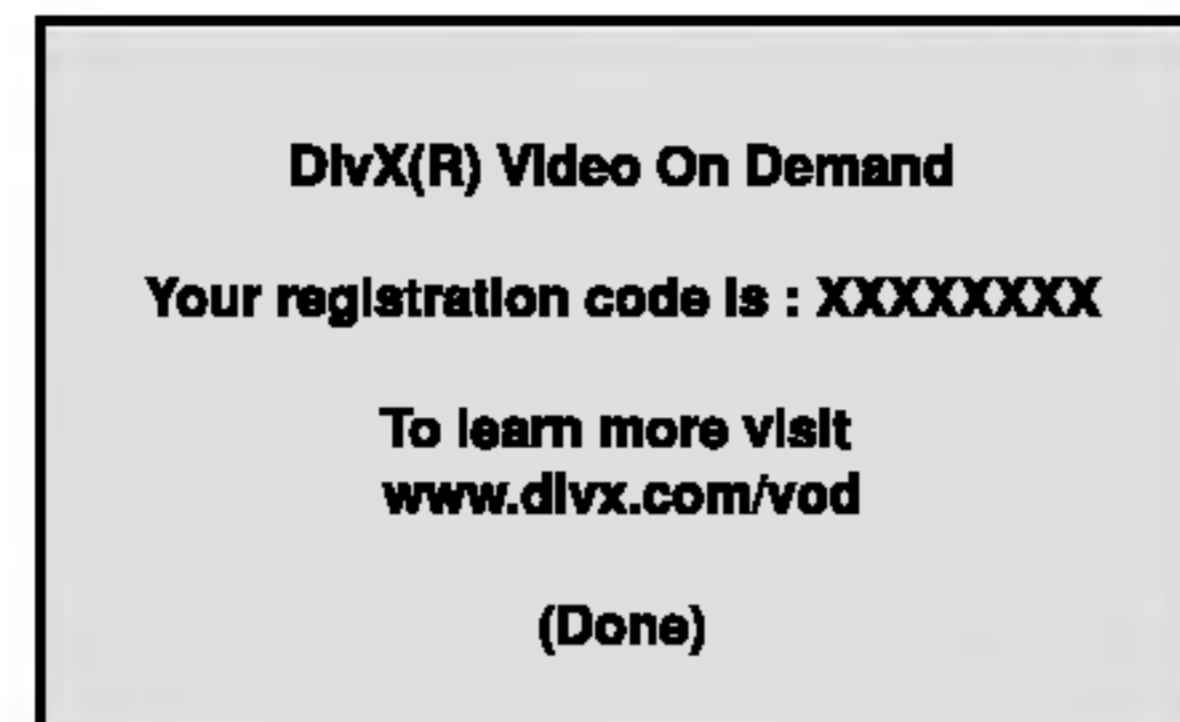 DivX(R) Video On Demand
Your registration code is : XXXXXXXX
To learn more visit
www.divx.com/vod
(Done)